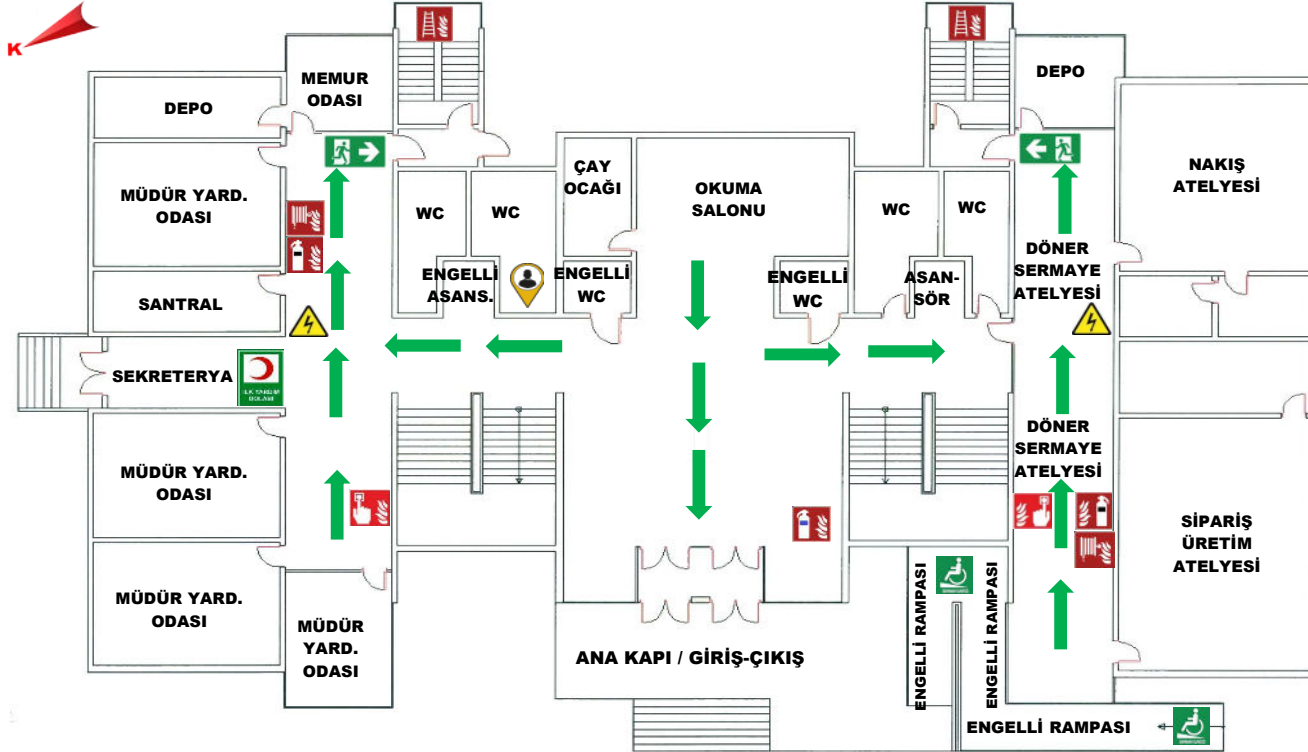 K
MEMUR
ODASI
DEPO
DEPO
MÜDÜR YARD.
ODASI
ÇAY
OCAĞI
OKUMA
SALONU
NAKIŞ
ATELYESİ
WC
WC
WC
WC
SANTRAL
ENGELLİ
ASANS.
ENGELLİ
WC
ENGELLİ
WC
ASAN-
SÖR
DÖNER
SERMAYE
ATELYESİ
SEKRETERYA
İLK YARDIM
DOLABI
MÜDÜR YARD.
ODASI
DÖNER
SERMAYE
ATELYESİ
SİPARİŞ
ÜRETİM
ATELYESİ
MÜDÜR YARD.
ODASI
MÜDÜR
YARD.
ODASI
ANA KAPI / GİRİŞ-ÇIKIŞ
ENGELLİ RAMPASI
ENGELLİ RAMPASI
ENGELLİ RAMPASI